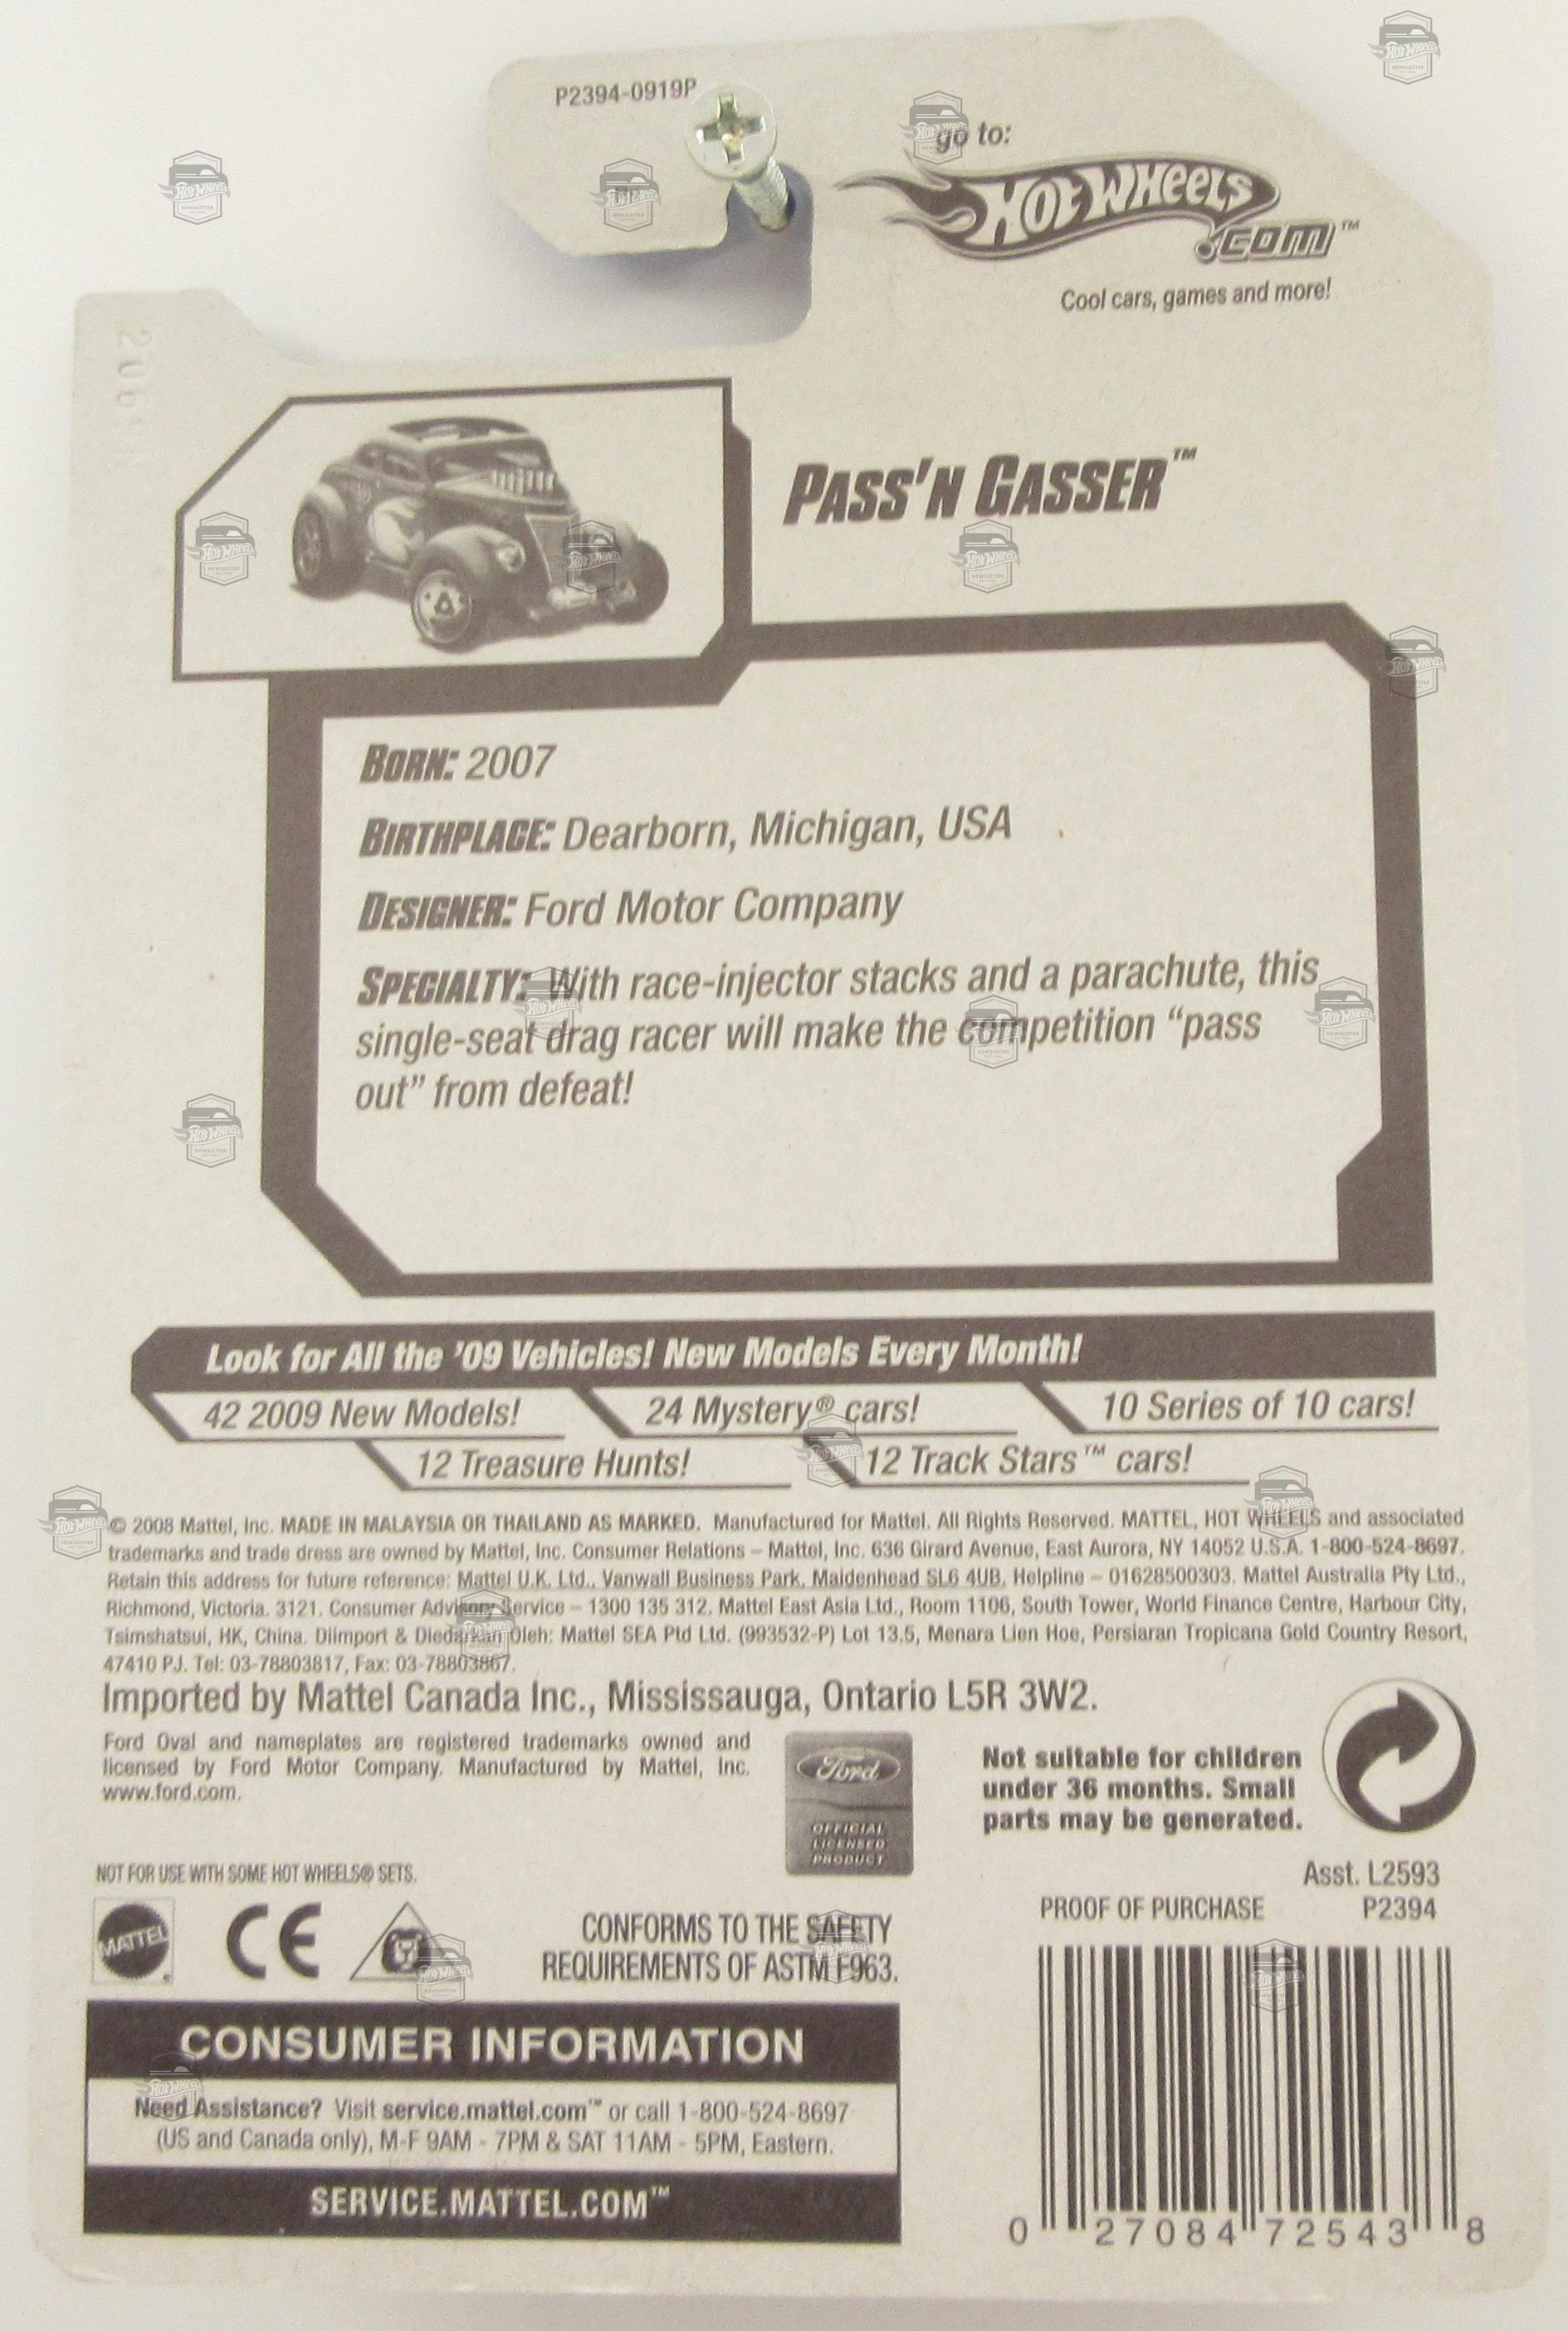 P2394-0919P
go to:
HOT WHEELS
.COM™
Cool cars, games and more!
PASS'N GASSER™
BORN: 2007
BIRTHPLACE: Dearborn, Michigan, USA
DESIGNER: Ford Motor Company
SPECIALTY: With race-injector stacks and a parachute, this
single-seat drag racer will make the competition “pass
out” from defeat!
Look for All the ’09 Vehicles! New Models Every Month!
42 2009 New Models!
24 Mystery® cars!
10 Series of 10 cars!
12 Treasure Hunts!
12 Track Stars™ cars!
© 2008 Mattel, Inc. MADE IN MALAYSIA OR THAILAND AS MARKED. Manufactured for Mattel. All Rights Reserved. MATTEL, HOT WHEELS and associated
trademarks and trade dress are owned by Mattel, Inc. Consumer Relations – Mattel, Inc. 636 Girard Avenue, East Aurora, NY 14052 U.S.A. 1-800-524-8697.
Retain this address for future reference: Mattel U.K. Ltd., Vanwall Business Park, Maidenhead SL6 4UB. Helpline – 01628500303. Mattel Australia Pty Ltd.,
Richmond, Victoria. 3121. Consumer Advisory Service – 1300 135 312. Mattel East Asia Ltd., Room 1106, South Tower, World Finance Centre, Harbour City,
Tsimshatsui, HK, China. Diimport & Diedarkan Oleh: Mattel SEA Ptd Ltd. (993532-P) Lot 13.5, Menara Lien Hoe, Persiaran Tropicana Gold Country Resort,
47410 PJ. Tel: 03-78803817, Fax: 03-78803867.
Imported by Mattel Canada Inc., Mississauga, Ontario L5R 3W2.
Ford Oval and nameplates are registered trademarks owned and
licensed by Ford Motor Company. Manufactured by Mattel, Inc.
www.ford.com.
Ford
OFFICIAL
LICENSED
PRODUCT
Not suitable for children
under 36 months. Small
parts may be generated.
NOT FOR USE WITH SOME HOT WHEELS® SETS.
Asst. L2593
PROOF OF PURCHASE P2394
MATTEL
CE
CONFORMS TO THE SAFETY
REQUIREMENTS OF ASTM F963.
CONSUMER INFORMATION
Need Assistance? Visit service.mattel.com™ or call 1-800-524-8697
(US and Canada only), M-F 9AM - 7PM & SAT 11AM - 5PM, Eastern.
SERVICE.MATTEL.COM™
0 27084 72543 8